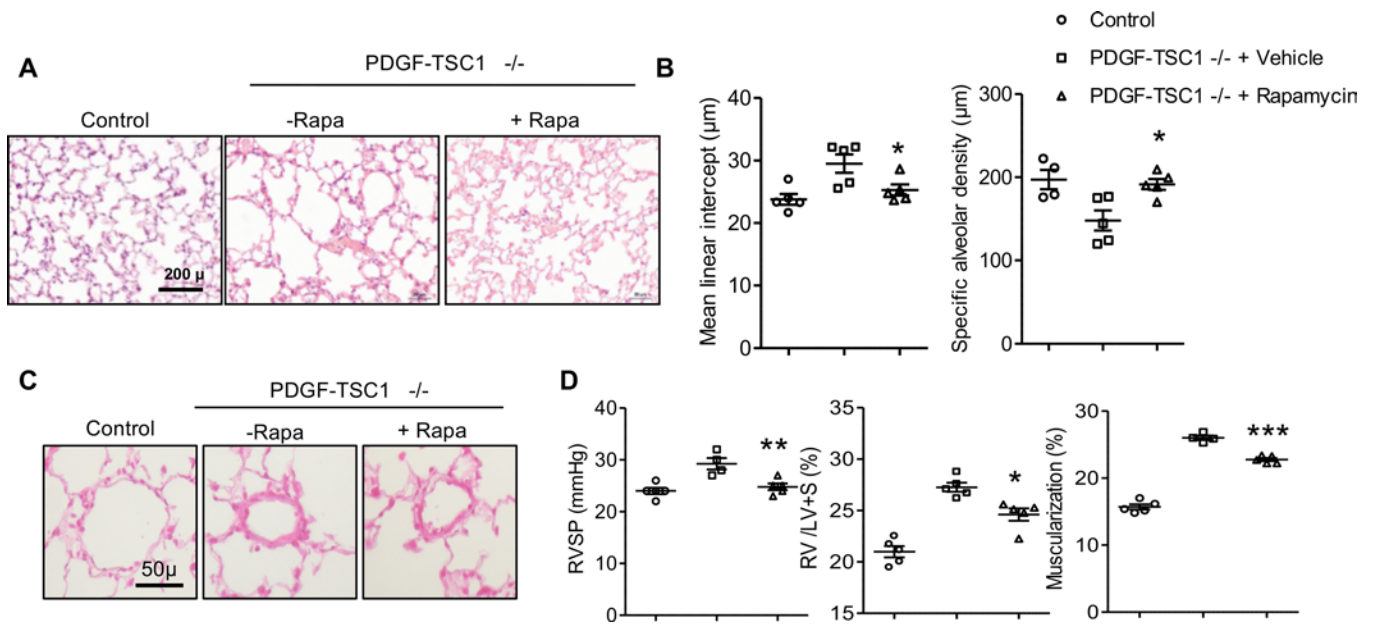 ○ Control
□ PDGF-TSC1 -/- + Vehicle
△ PDGF-TSC1 -/- + Rapamycin
A
PDGF-TSC1 -/-
Control
-Rapa
+ Rapa
200 μ
B
Mean linear intercept (μm)
40
30
20
10
0
*
Specific alveolar density (μm)
300
200
100
0
*
C
PDGF-TSC1 -/-
Control
-Rapa
+ Rapa
50μ
D
RVSP (mmHg)
40
30
20
10
0
**
RV /LV+S (%)
35
30
25
20
15
*
Muscularization (%)
30
20
10
0
***